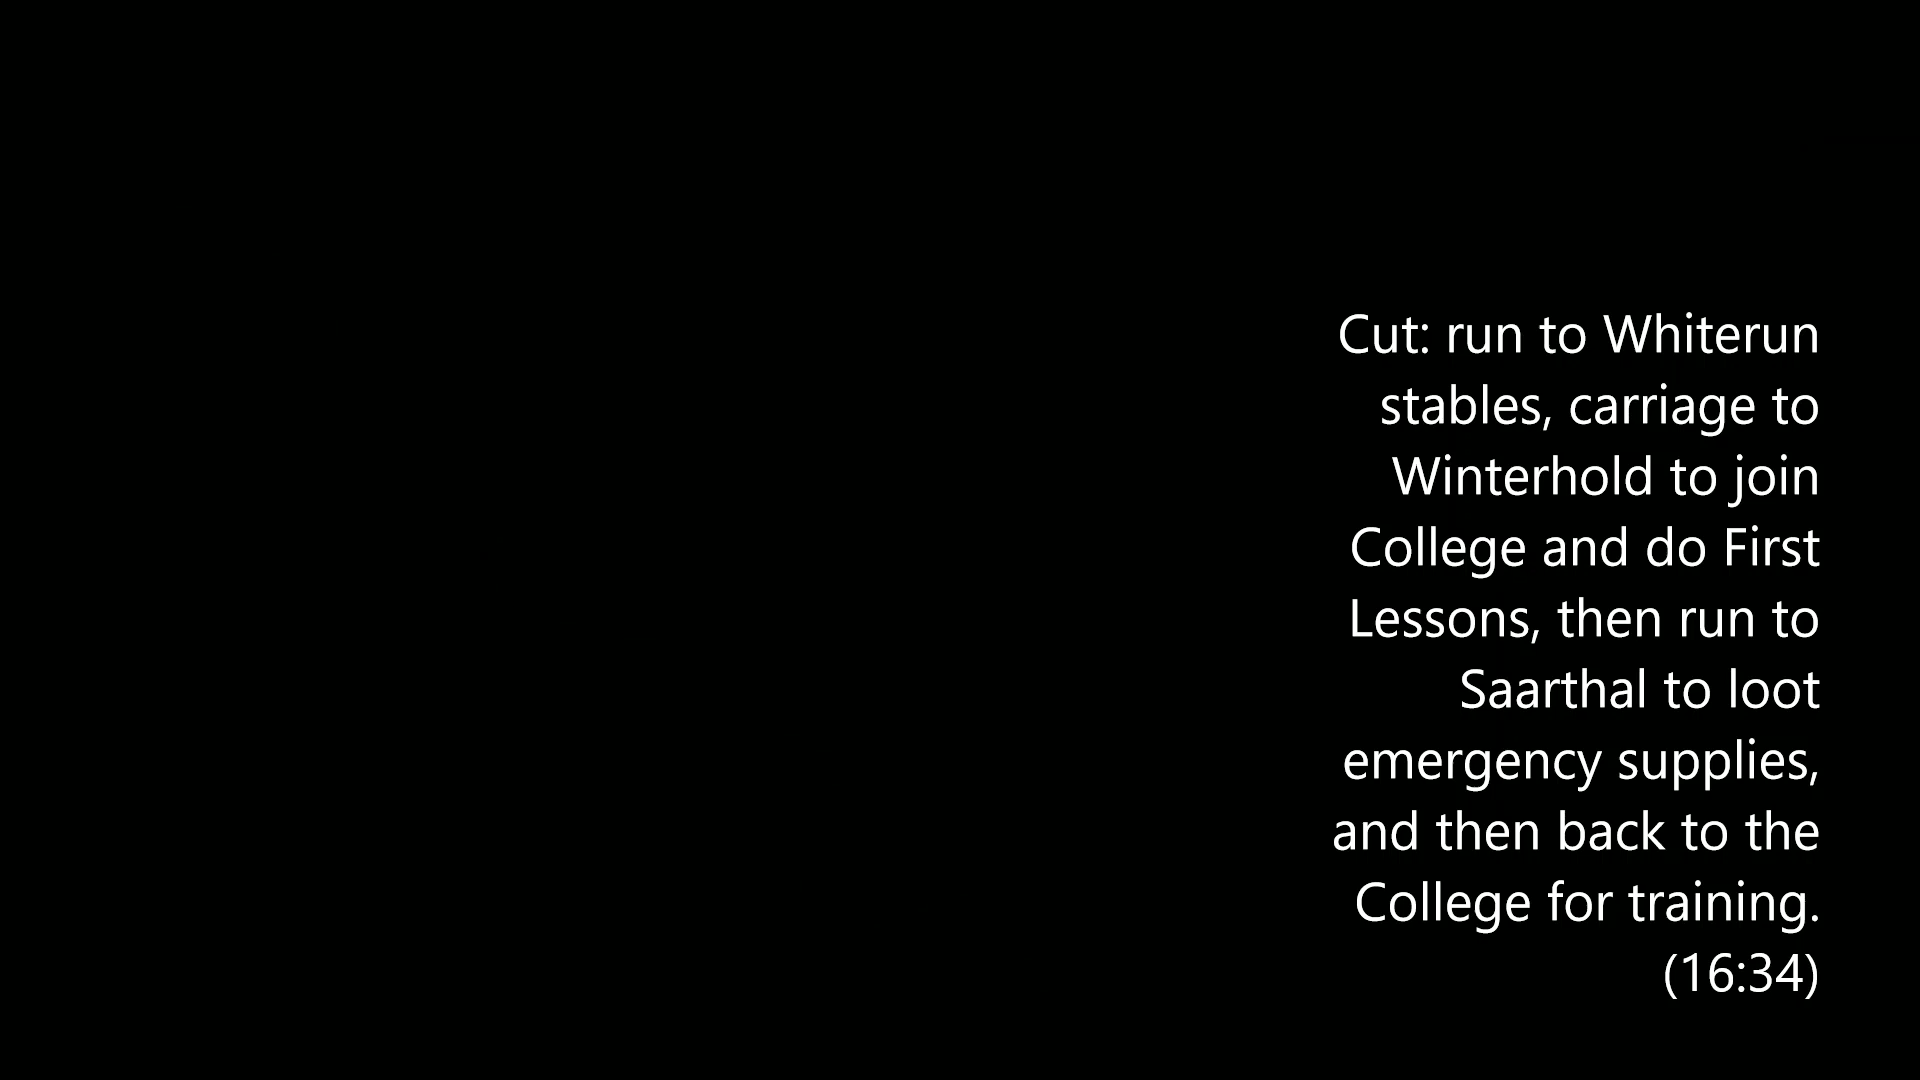 Cut: run to Whiterun
stables, carriage to
Winterhold to join
College and do First
Lessons, then run to
Saarthal to loot
emergency supplies,
and then back to the
College for training.
(16:34)